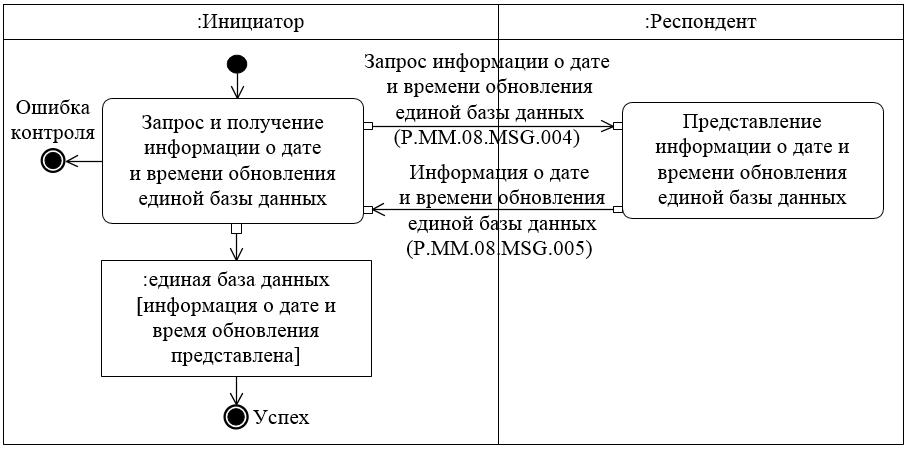 :Инициатор
:Респондент
Запрос информации о дате
и времени обновления
единой базы данных
(P.MM.08.MSG.004)
Ошибка
контроля
Запрос и получение
информации о дате
и времени обновления
единой базы данных
Представление
информации о дате и
времени обновления
единой базы данных
Информация о дате
и времени обновления
единой базы данных
(P.MM.08.MSG.005)
:единая база данных
[информация о дате и
время обновления
представлена]
Успех